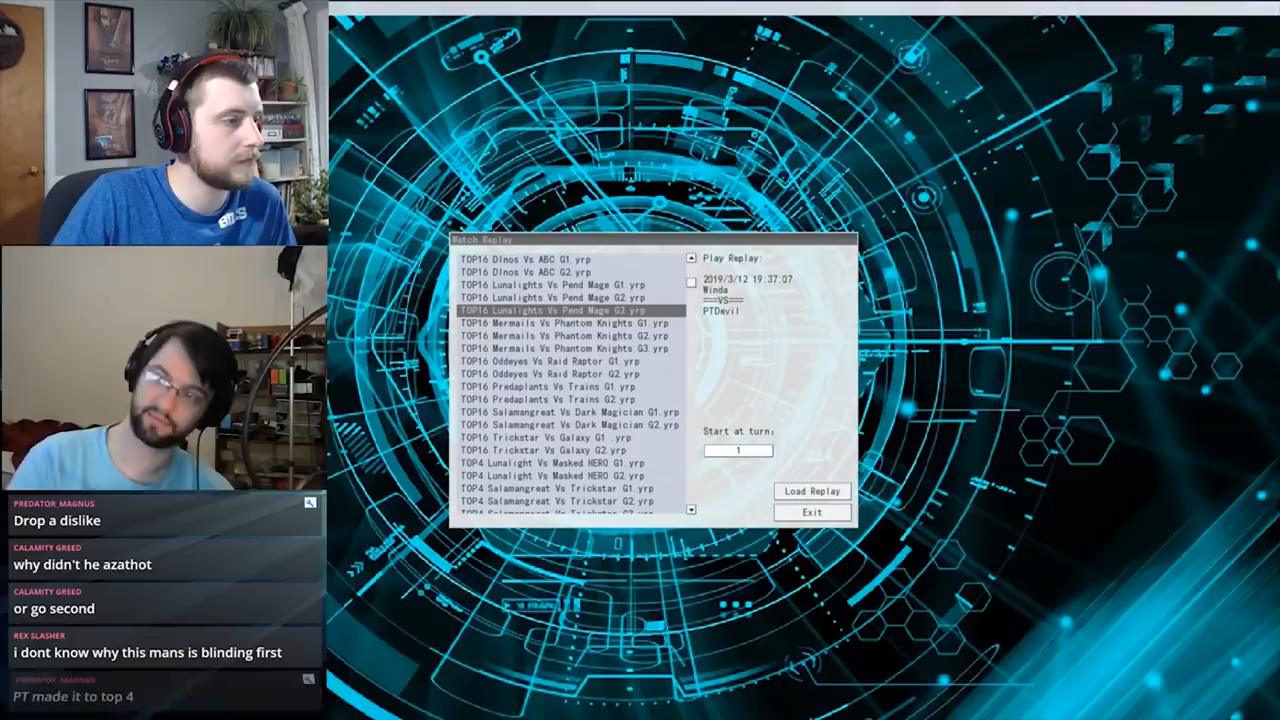 Watch Replay
TOP16 DInos Vs ABC G1.yrp
TOP16 DInos Vs ABC G2.yrp
TOP16 Lunalights Vs Pend Mage G1.yrp
TOP16 Lunalights Vs Pend Mage G2.yrp
TOP16 Lunalights Vs Pend Mage G3.yrp
TOP16 Mermails Vs Phantom Knights G1.yrp
TOP16 Mermails Vs Phantom Knights G2.yrp
TOP16 Mermails Vs Phantom Knights G3.yrp
TOP16 Oddeyes Vs Raid Raptor G1.yrp
TOP16 Oddeyes Vs Raid Raptor G2.yrp
TOP16 Predaplants Vs Trains G1.yrp
TOP16 Predaplants Vs Trains G2.yrp
TOP16 Salamangreat Vs Dark Magician G1.yrp
TOP16 Salamangreat Vs Dark Magician G2.yrp
TOP16 Trickstar Vs Galaxy G1 .yrp
TOP16 Trickstar Vs Galaxy G2.yrp
TOP4 Lunalight Vs Masked HERO G1.yrp
TOP4 Lunalight Vs Masked HERO G2.yrp
TOP4 Salamangreat Vs Trickstar G1.yrp
TOP4 Salamangreat Vs Trickstar G2.yrp
TOP4 Salamangreat Vs Trickstar G3.yrp
Play Replay:
2019/3/12 19:37:07
Winda
===VS===
PTDevil
Start at turn:
1
Load Replay
Exit
PREDATOR_MAGNUS
Drop a dislike
CALAMITY GREED
why didn't he azathot
CALAMITY GREED
or go second
REX SLASHER
i dont know why this mans is blinding first
PREDATOR_MAGNUS
PT made it to top 4